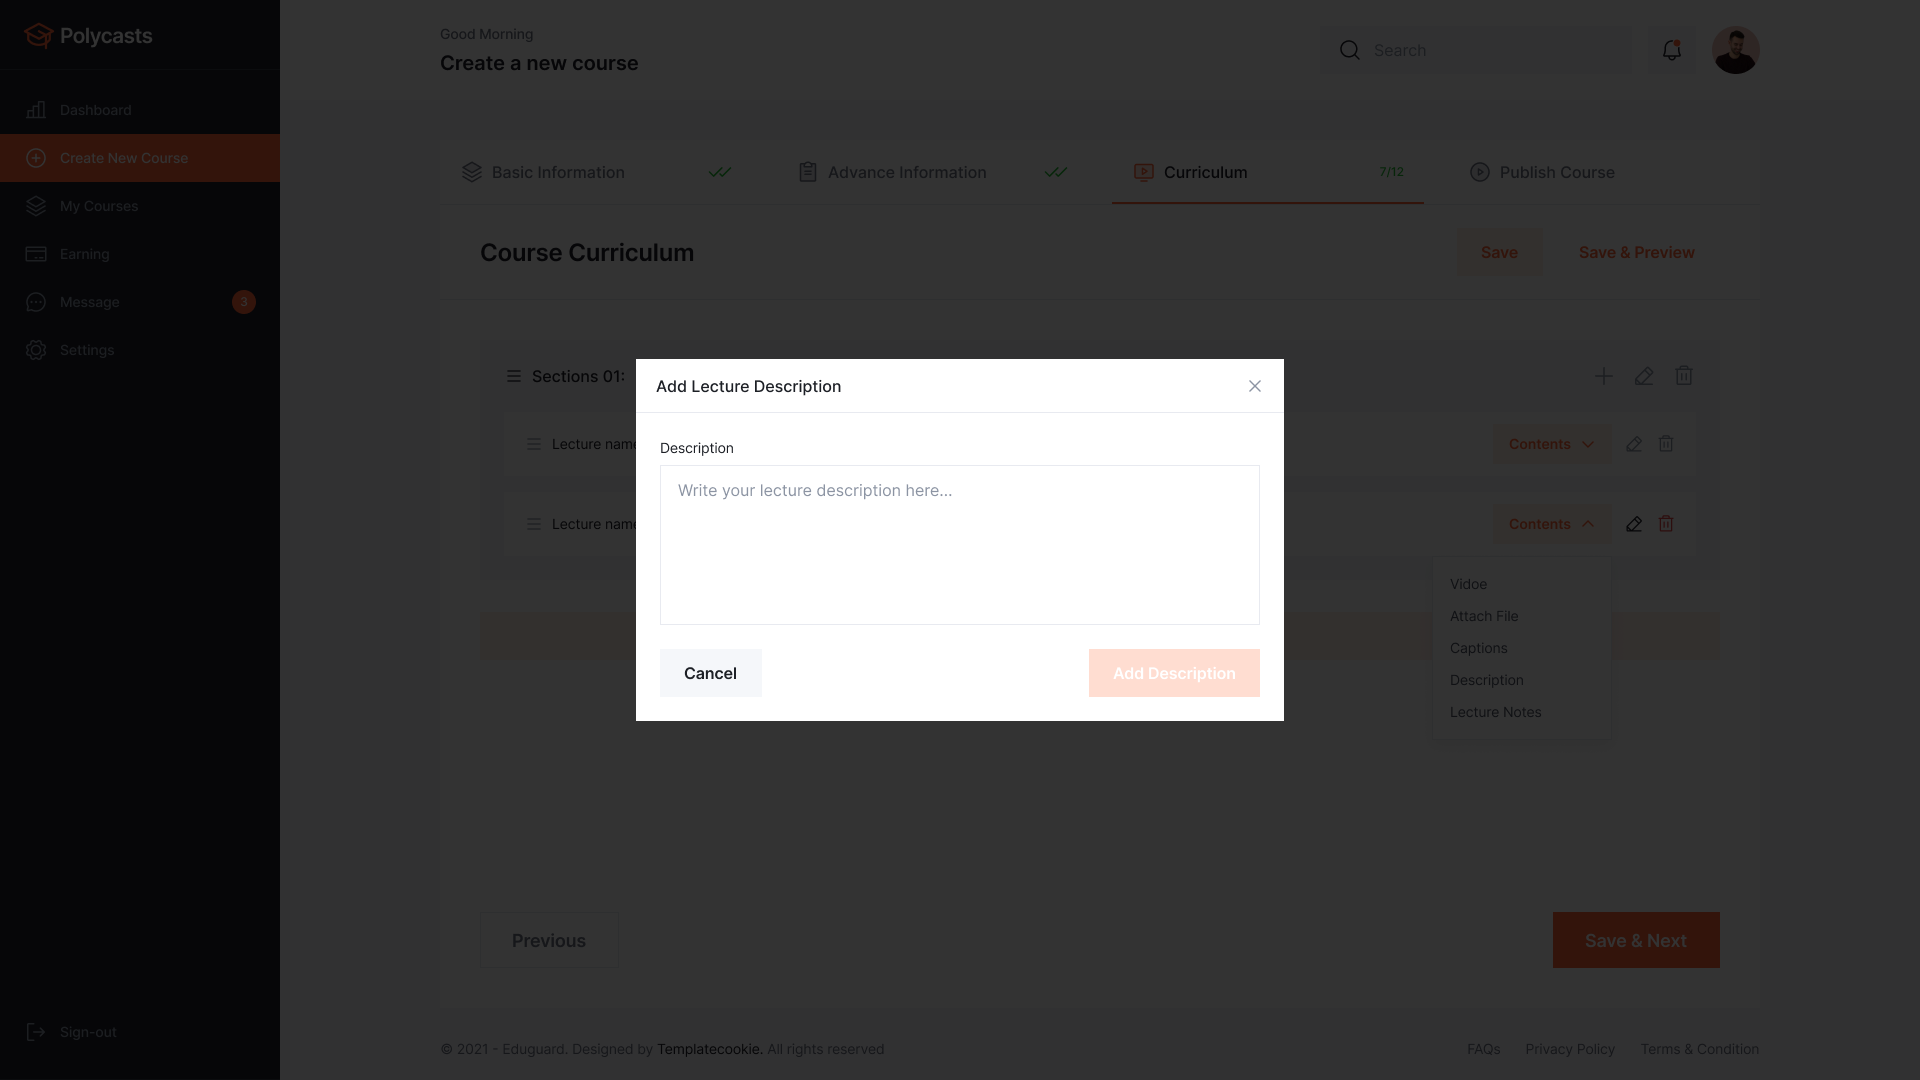 Polycasts
Dashboard
Create New Course
My Courses
Earning
Message
3
Settings
Sign-out
Good Morning
Create a new course
Search
Basic Information
Advance Information
Curriculum
7/12
Publish Course
Course Curriculum
Save
Save & Preview
Sections 01:
Lecture name
Contents
Lecture name
Contents
Vidoe
Attach File
Captions
Description
Lecture Notes
Add Lecture Description
Description
Write your lecture description here...
Cancel
Add Description
Previous
Save & Next
© 2021 - Eduguard. Designed by Templatecookie. All rights reserved
FAQs
Privacy Policy
Terms & Condition